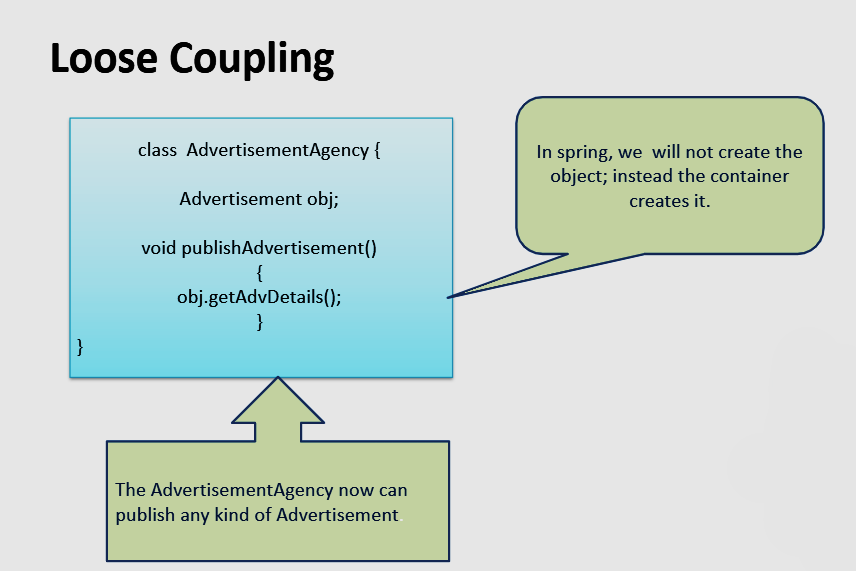 Loose Coupling
class  AdvertisementAgency {
Advertisement obj;
void publishAdvertisement()
{
obj.getAdvDetails();
}
}
In spring, we  will not create the
object; instead the container
creates it.
The AdvertisementAgency now can
publish any kind of Advertisement